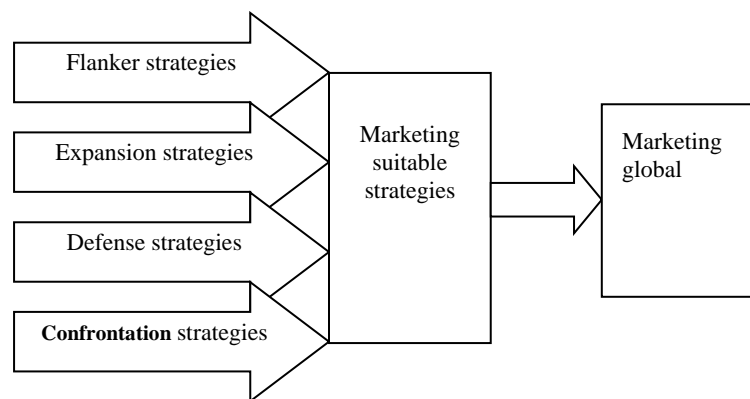 Flanker strategies
Expansion strategies
Defense strategies
Confrontation strategies
Marketing
suitable
strategies
Marketing
global